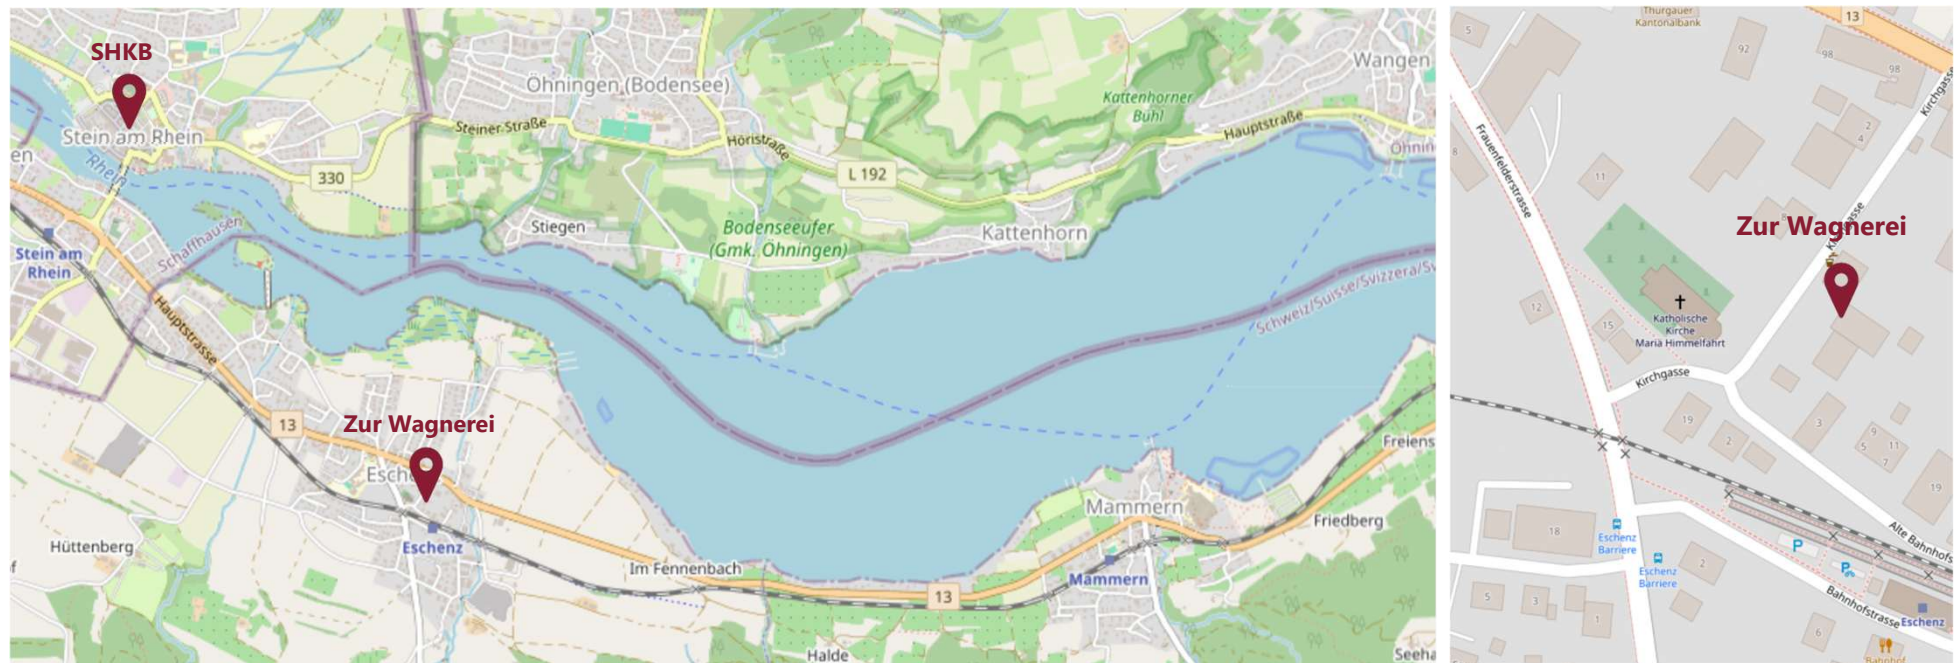 SHKB
Stein am Rhein
en
Rhein
330
Stein am
Rhein
Schaffhausen
Hauptstrasse
13
Zur Wagnerei
Eschenz
Hüttenberg
f
Öhningen (Bodensee)
Steiner Straße
Höristraße
L 192
Stiegen
Bodenseeufer
(Gmk. Öhningen)
Kattenhorn
Kattenhorner
Bühl
Hauptstraße
Wangen
Öhnin
Schweiz/Suisse/Svizzera/Sv
Im Fennenbach
13
Halde
Mammern
Mammern
Friedberg
Freiens
Seeha
Thurgauer
Kantonalbank
13
5
92
98
98
Kirchgasse
2
4
8
11
Frauenfelderstrasse
Zur Wagnerei
12
15
Katholische
Kirche
Maria Himmelfahrt
Kirchgasse
19
2
3
9
11
5
7
19
18
Eschenz
Barriere
Eschenz
Barriere
P
P
2
Alte Bahnhofs
Bahnhofstrasse
5
3
1
6
Eschenz
Bahnhof